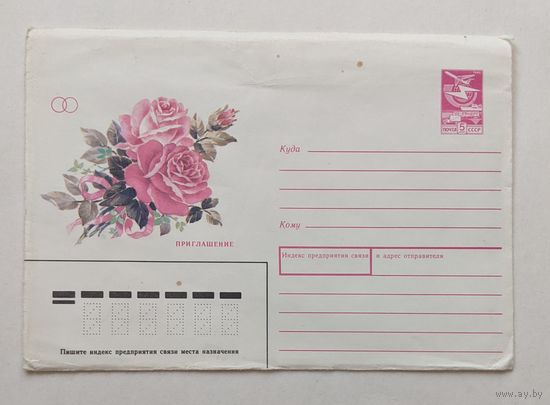 ПОЧТА 5 СССР
Куда
ПРИГЛАШЕНИЕ
Кому
Индекс предприятия связи и адрес отправителя
Пишите индекс предприятия связи места назначения
www.ay.by